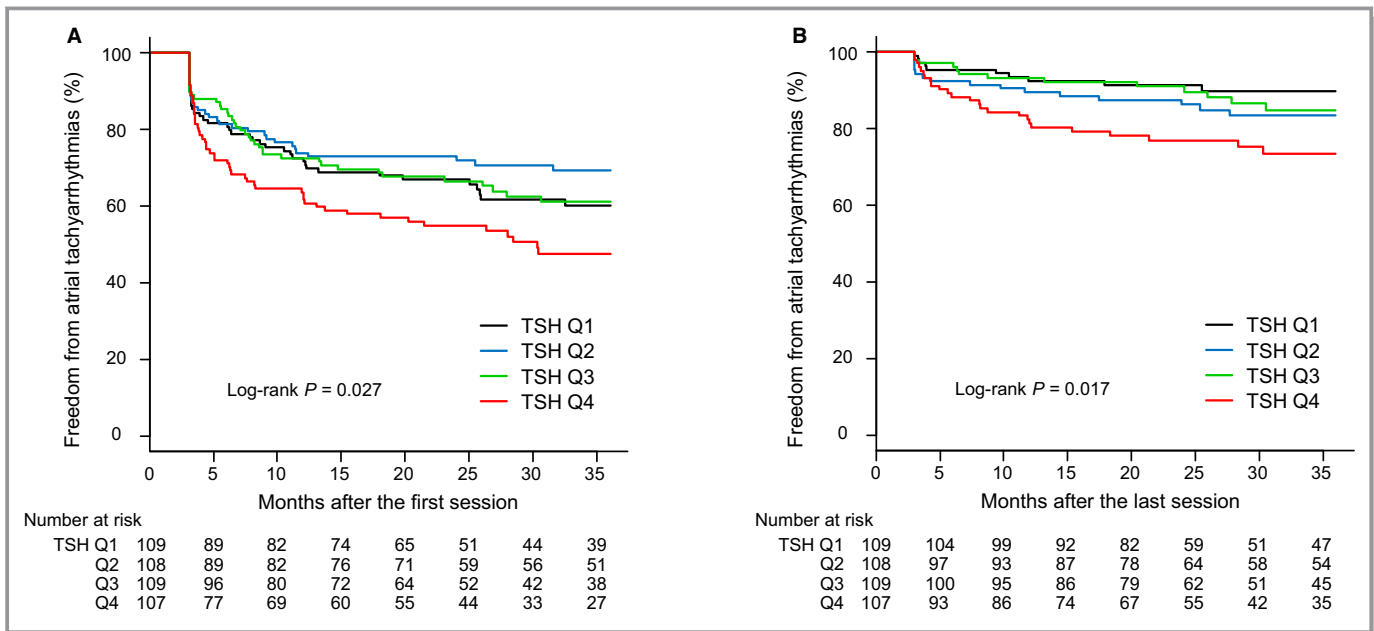 A
Freedom from atrial tachyarrhythmias (%)
100
80
60
40
20
0
TSH Q1
TSH Q2
TSH Q3
TSH Q4
Log-rank P = 0.027
0 5 10 15 20 25 30 35
Months after the first session
Number at risk
TSH Q1 109 89 82 74 65 51 44 39
Q2 108 89 82 76 71 59 56 51
Q3 109 96 80 72 64 52 42 38
Q4 107 77 69 60 55 44 33 27
B
Freedom from atrial tachyarrhythmias (%)
100
80
60
40
20
0
TSH Q1
TSH Q2
TSH Q3
TSH Q4
Log-rank P = 0.017
0 5 10 15 20 25 30 35
Months after the last session
Number at risk
TSH Q1 109 104 99 92 82 59 51 47
Q2 108 97 93 87 78 64 58 54
Q3 109 100 95 86 79 62 51 45
Q4 107 93 86 74 67 55 42 35